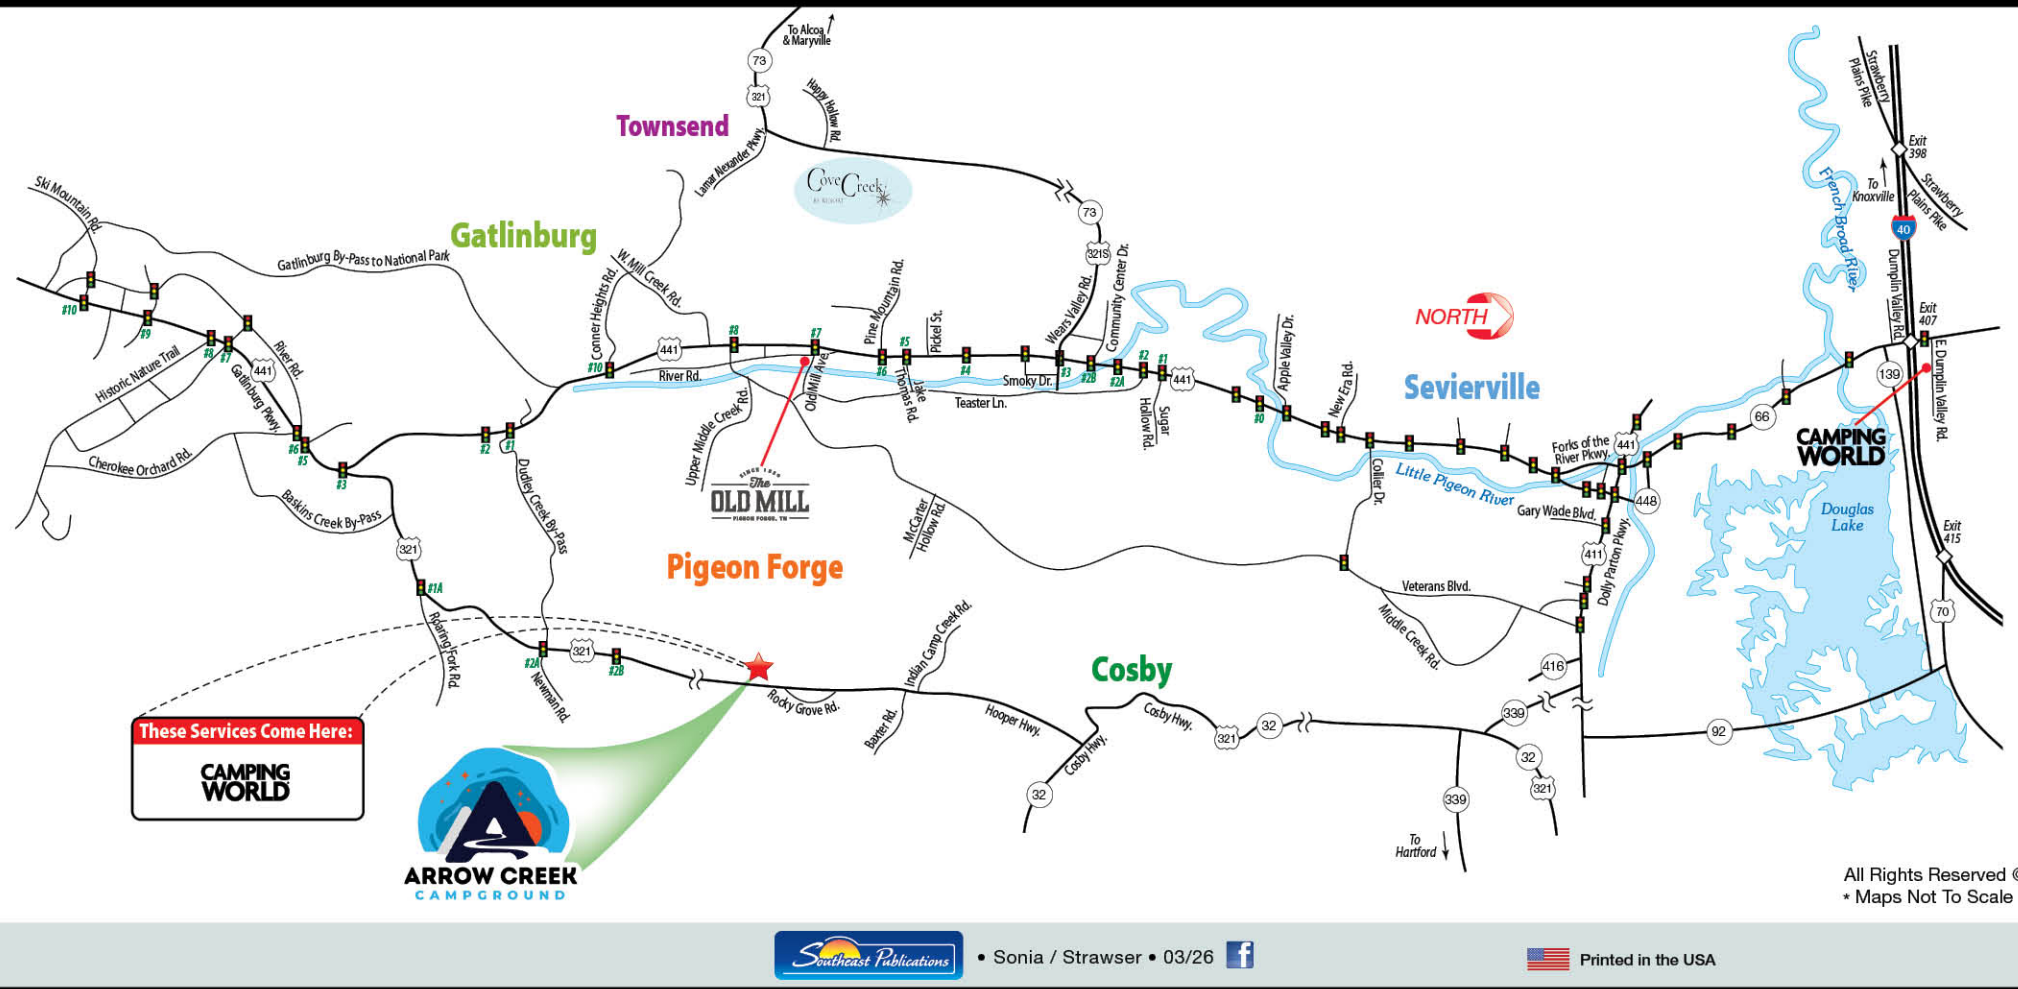 To Alcoa
& Maryville
73
321
Happy Hollow Rd.
Townsend
Lamar Alexander Pkwy.
Cove Creek
RV RESORT
73
321S
Wears Valley Rd.
Community Center Dr.
Strawberry
Plains Pike
Exit
398
To
Knoxville
Strawberry
Plains Pike
40
French Broad River
Dumplin Valley Rd.
Exit
407
E. Dumplin Valley Rd.
139
Ski Mountain Rd.
Gatlinburg By-Pass to National Park
Gatlinburg
W. Mill Creek Rd.
Conner Heights Rd.
#10
#9
#8
#7
441
River Rd.
Historic Nature Trail
Gatlinburg Pkwy.
#6
#5
#3
#2
#1
Cherokee Orchard Rd.
Baskins Creek By-Pass
321
#1A
Roaring Fork Rd.
Dudley Creek By-Pass
#10
441
River Rd.
#8
#7
Old Mill Ave.
Upper Middle Creek Rd.
SINCE 1830
The
OLD MILL
PIGEON FORGE, TN
Pine Mountain Rd.
#6
#5
Pickel St.
#4
Jake
Thomas Rd.
Teaster Ln.
Smoky Dr.
#3
#2B
#2A
#2
#1
441
Sugar
Hollow Rd.
#0
Apple Valley Dr.
New Era Rd.
NORTH
Sevierville
Collier Dr.
Little Pigeon River
Forks of the
River Pkwy.
441
448
66
Gary Wade Blvd.
411
Dolly Parton Pkwy.
CAMPING
WORLD
Douglas
Lake
Exit
415
70
McCarter
Hollow Rd.
Pigeon Forge
Veterans Blvd.
Middle Creek Rd.
416
339
92
#2A
321
#2B
Newman Rd.
Rocky Grove Rd.
Baxter Rd.
Indian Camp Creek Rd.
Hooper Hwy.
Cosby
Cosby Hwy.
Cosby Hwy.
32
321
32
32
321
339
To
Hartford
These Services Come Here:
CAMPING
WORLD
ARROW CREEK
CAMPGROUND
All Rights Reserved ©
* Maps Not To Scale
Southeast Publications
• Sonia / Strawser • 03/26
f
Printed in the USA